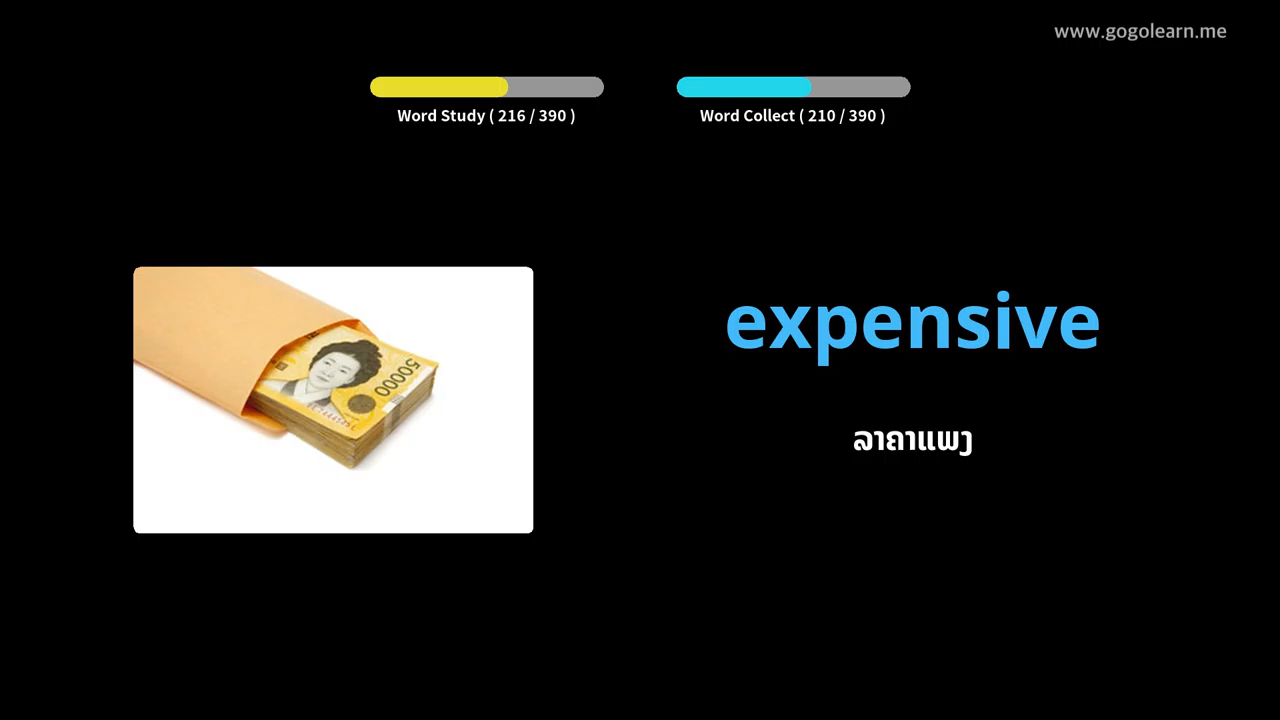 www.gogolearn.me
Word Study ( 216 / 390 )
Word Collect ( 210 / 390 )
expensive
ລາຄາແພງ
50000